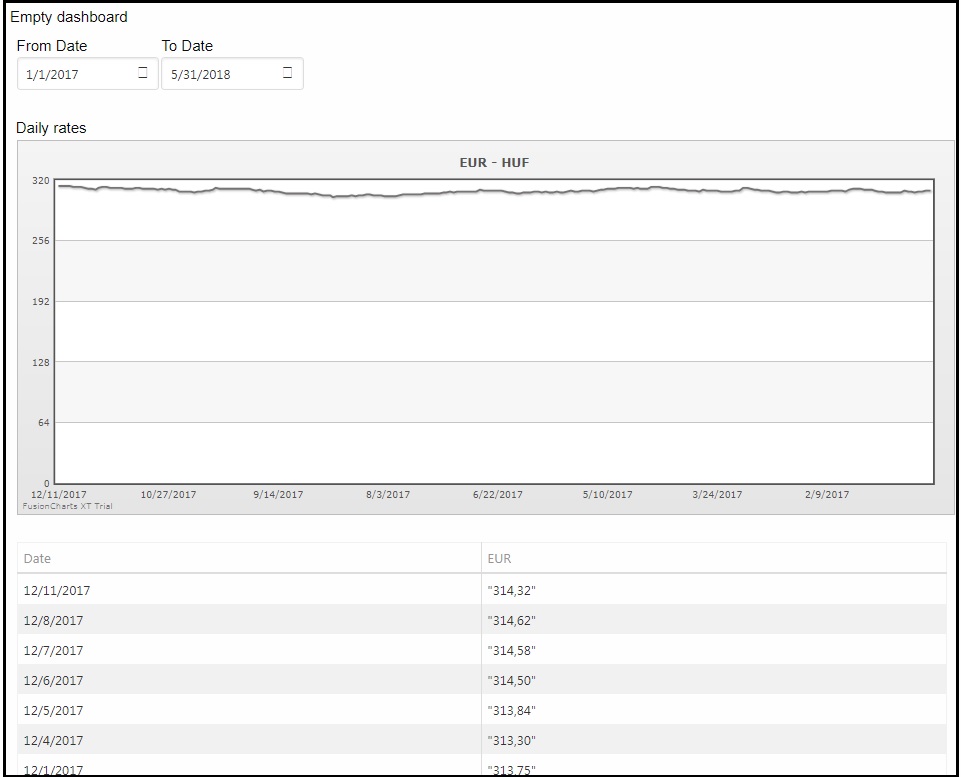 Empty dashboard
From Date To Date
1/1/2017 5/31/2018
Daily rates
EUR - HUF
320
256
192
128
64
0
12/11/2017 10/27/2017 9/14/2017 8/3/2017 6/22/2017 5/10/2017 3/24/2017 2/9/2017
FusionCharts XT Trial
Date EUR
12/11/2017 "314,32"
12/8/2017 "314,62"
12/7/2017 "314,58"
12/6/2017 "314,50"
12/5/2017 "313,84"
12/4/2017 "313,30"
12/1/2017 "313,75"